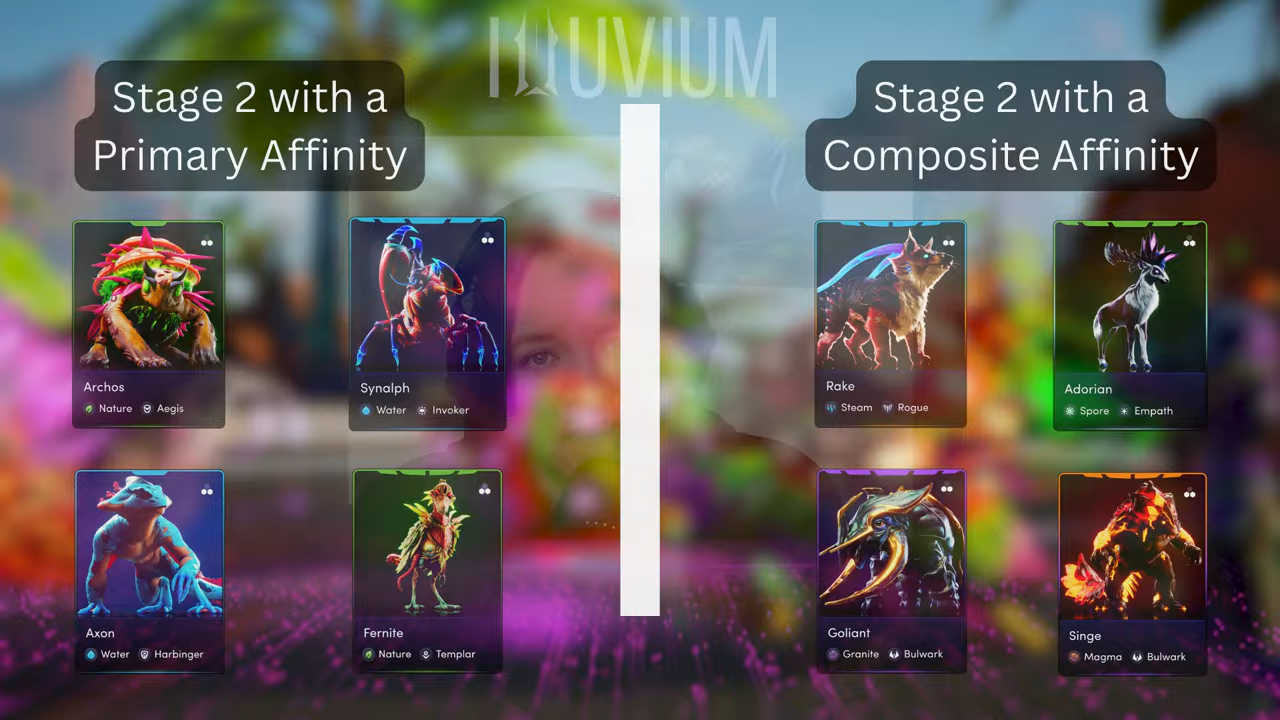 ILLUVIUM
Stage 2 with a
Primary Affinity
Stage 2 with a
Composite Affinity
Archos
Nature Aegis
Synalph
Water Invoker
Rake
Steam Rogue
Adorian
Spore Empath
Axon
Water Harbinger
Fernite
Nature Templar
Goliant
Granite Bulwark
Singe
Magma Bulwark